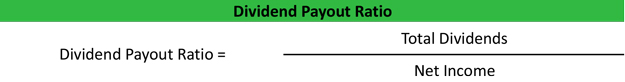 Dividend Payout Ratio
Total Dividends
Dividend Payout Ratio =
Net Income